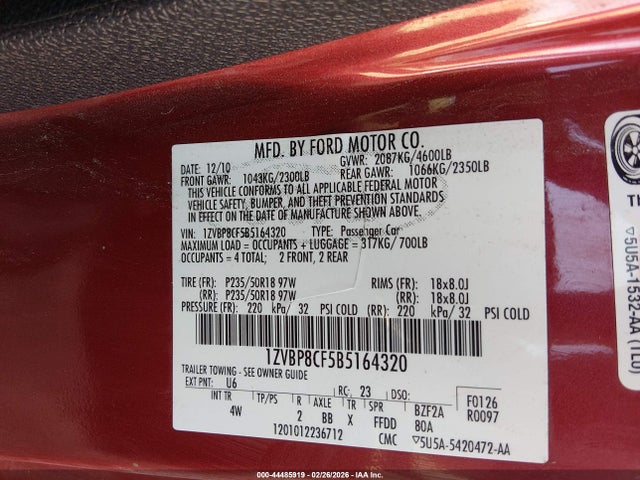 MFD. BY FORD MOTOR CO.
12/10 GVWR: 2087KG/4600LB
FRONT GAWR: 1043KG/2300LB REAR GAWR: 1066KG/2350LB
THIS VEHICLE CONFORMS TO ALL APPLICABLE FEDERAL MOTOR
VEHICLE SAFETY, BUMPER, AND THEFT PREVENTION STANDARDS
IN EFFECT ON THE DATE OF MANUFACTURE SHOWN ABOVE.
VIN: 1ZVBP8CF5B5164320 TYPE: Passenger Car
MAXIMUM LOAD = OCCUPANTS + LUGGAGE = 317KG/700LB
OCCUPANTS = 4 TOTAL; 2 FRONT, 2 REAR
TIRE (FR): P235/50R18 97W RIMS (FR): 18x8.0J
(RR): P235/50R18 97W (RR): 18x8.0J
PRESSURE (FR): 220 kPa/ 32 PSI COLD (RR): 220 kPa/ 32 PSI COLD
1ZVBP8CF5B5164320
TRAILER TOWING - SEE OWNER GUIDE
EXT PNT: U6 RC: 23 DSO: F0126
INT TR TP/PS R AXLE TR SPR BZF2A R0097
4W 2 BB X FFDD 80A
1201012236712 CMC ▽5U5A-5420472-AA
TH
▽5U5A-1532-AA (TLO)
000-44485919 - 02/26/2026 - IAA Inc.